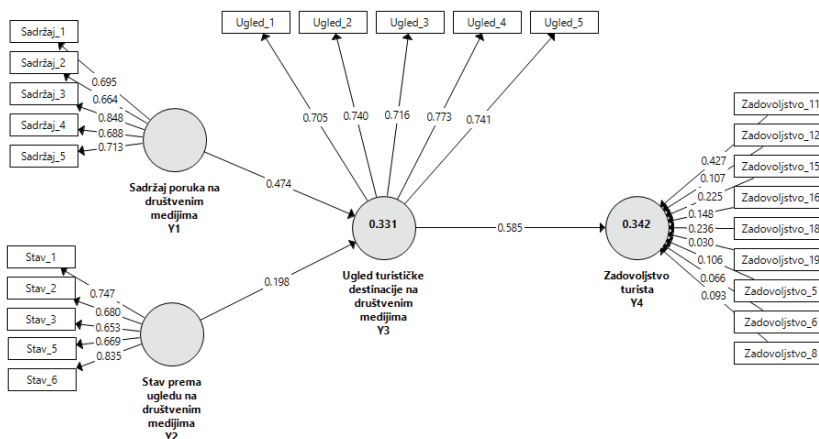 Ugled_1
Ugled_2
Ugled_3
Ugled_4
Ugled_5
Sadržaj_1
Sadržaj_2
Sadržaj_3
Sadržaj_4
Sadržaj_5
0.695
0.664
0.848
0.688
0.713
Sadržaj poruka na
društvenim
medijima
Y1
0.705
0.740
0.716
0.773
0.741
0.474
0.198
0.331
Ugled turističke
destinacije na
društvenim
medijima
Y3
0.585
0.342
Zadovoljstvo
turista
Y4
Zadovoljstvo_11
Zadovoljstvo_12
Zadovoljstvo_15
Zadovoljstvo_16
Zadovoljstvo_18
Zadovoljstvo_19
Zadovoljstvo_5
Zadovoljstvo_6
Zadovoljstvo_8
0.427
0.107
0.225
0.148
0.236
0.030
0.106
0.066
0.093
Stav_1
Stav_2
Stav_3
Stav_5
Stav_6
0.747
0.680
0.653
0.669
0.835
Stav prema
ugledu na
društvenim
medijima
Y2